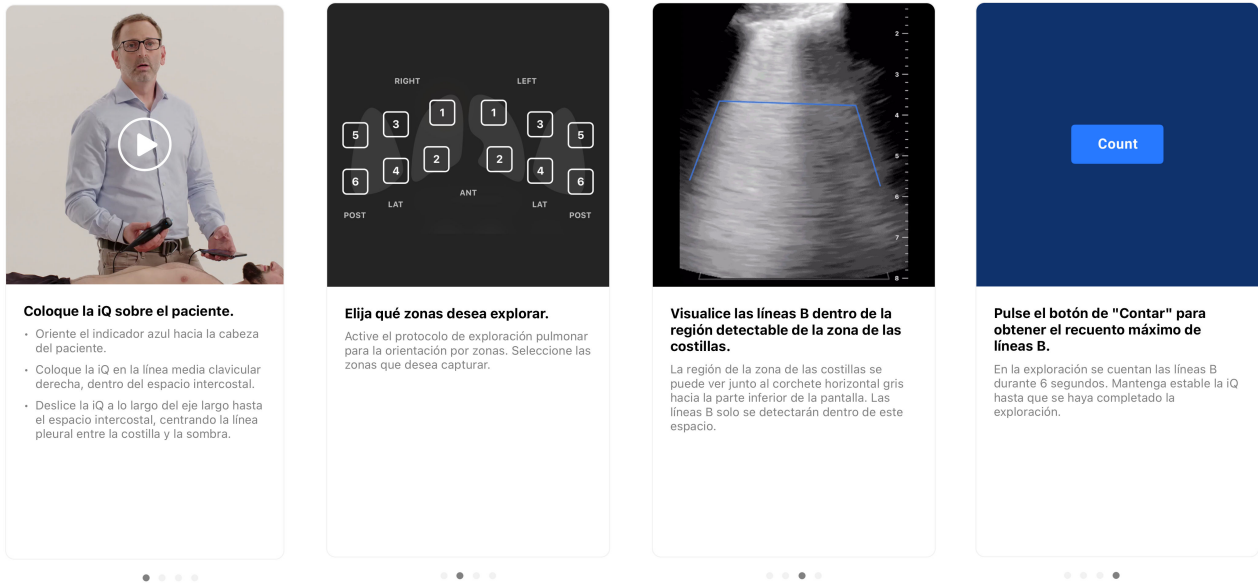 Coloque la iQ sobre el paciente.
• Oriente el indicador azul hacia la cabeza
del paciente.
• Coloque la iQ en la línea media clavicular
derecha, dentro del espacio intercostal.
• Deslice la iQ a lo largo del eje largo hasta
el espacio intercostal, centrando la línea
pleural entre la costilla y la sombra.
RIGHT LEFT
1 1
3 3
5 5
2 2
4 4
6 6
ANT
LAT LAT
POST POST
Elija qué zonas desea explorar.
Active el protocolo de exploración pulmonar
para la orientación por zonas. Seleccione las
zonas que desea capturar.
2
3
4
5
6
7
8
Visualice las líneas B dentro de la
región detectable de la zona de las
costillas.
La región de la zona de las costillas se
puede ver junto al corchete horizontal gris
hacia la parte inferior de la pantalla. Las
líneas B solo se detectarán dentro de este
espacio.
Count
Pulse el botón de "Contar" para
obtener el recuento máximo de
líneas B.
En la exploración se cuentan las líneas B
durante 6 segundos. Mantenga estable la iQ
hasta que se haya completado la
exploración.